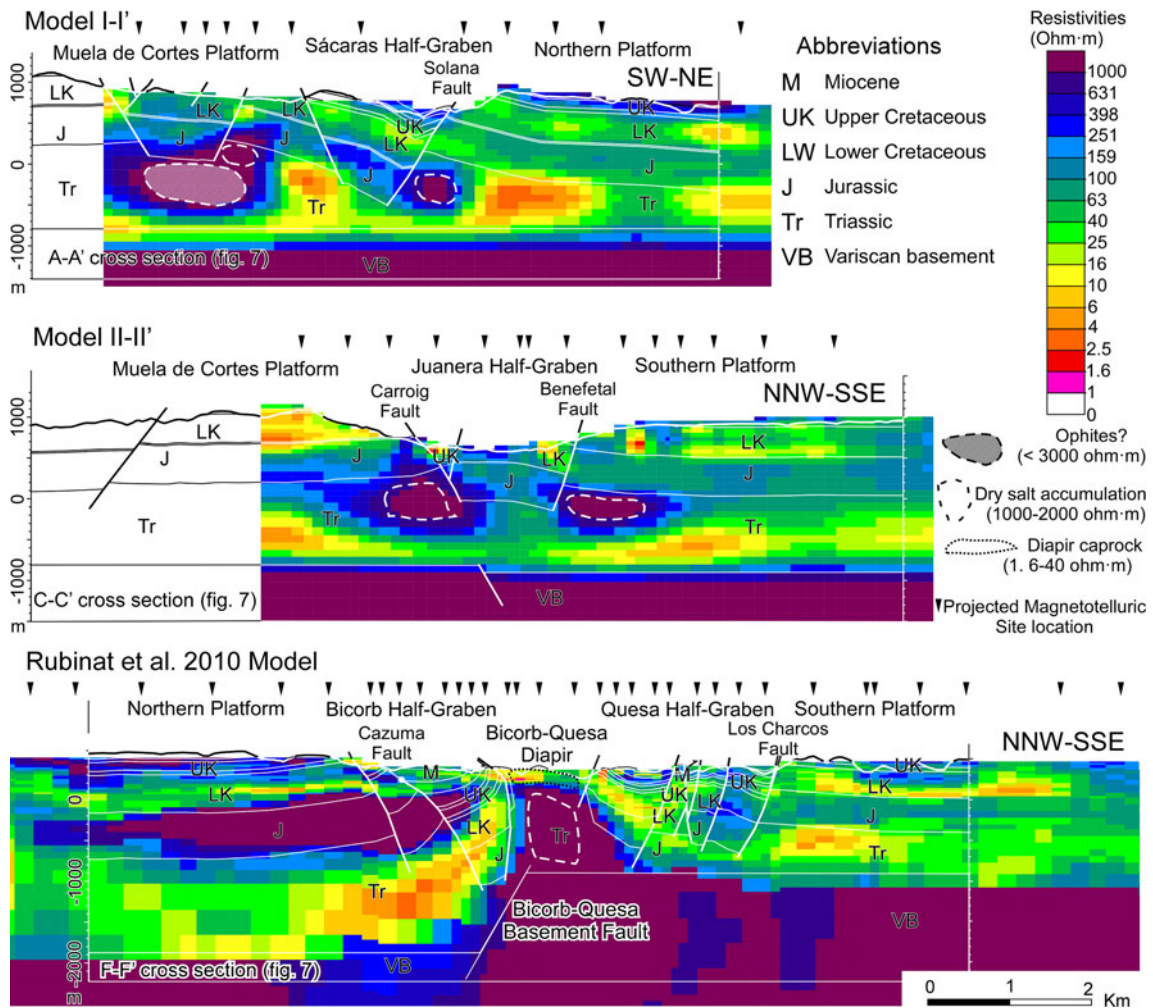 Model I-I'
Muela de Cortes Platform
Sácaras Half-Graben
Northern Platform
Solana
Fault
SW-NE
1000
0
-1000
m
LK
J
Tr
LK
LK
J
J
UK
LK
J
Tr
UK
LK
J
Tr
VB
A-A' cross section (fig. 7)
Abbreviations
M Miocene
UK Upper Cretaceous
LW Lower Cretaceous
J Jurassic
Tr Triassic
VB Variscan basement
Resistivities
(Ohm·m)
1000
631
398
251
159
100
63
40
25
16
10
6
4
2.5
1.6
1
0
Ophites?
(< 3000 ohm·m)
Dry salt accumulation
(1000-2000 ohm·m)
Diapir caprock
(1. 6-40 ohm·m)
Projected Magnetotelluric
Site location
Model II-II'
Muela de Cortes Platform
Juanera Half-Graben
Southern Platform
Carroig
Fault
Benefetal
Fault
NNW-SSE
1000
0
-1000
m
LK
J
Tr
J
UK
LK
LK
J
J
Tr
Tr
VB
C-C' cross section (fig. 7)
Rubinat et al. 2010 Model
Northern Platform
Bicorb Half-Graben
Bicorb-Quesa
Diapir
Quesa Half-Graben
Southern Platform
Cazuma
Fault
Los Charcos
Fault
NNW-SSE
0
-1000
-2000
m
UK
LK
J
Tr
M
UK
LK
J
Tr
M
UK
LK
J
UK
LK
J
UK
LK
J
Tr
VB
VB
Bicorb-Quesa
Basement Fault
F-F' cross section (fig. 7)
0 1 2
Km